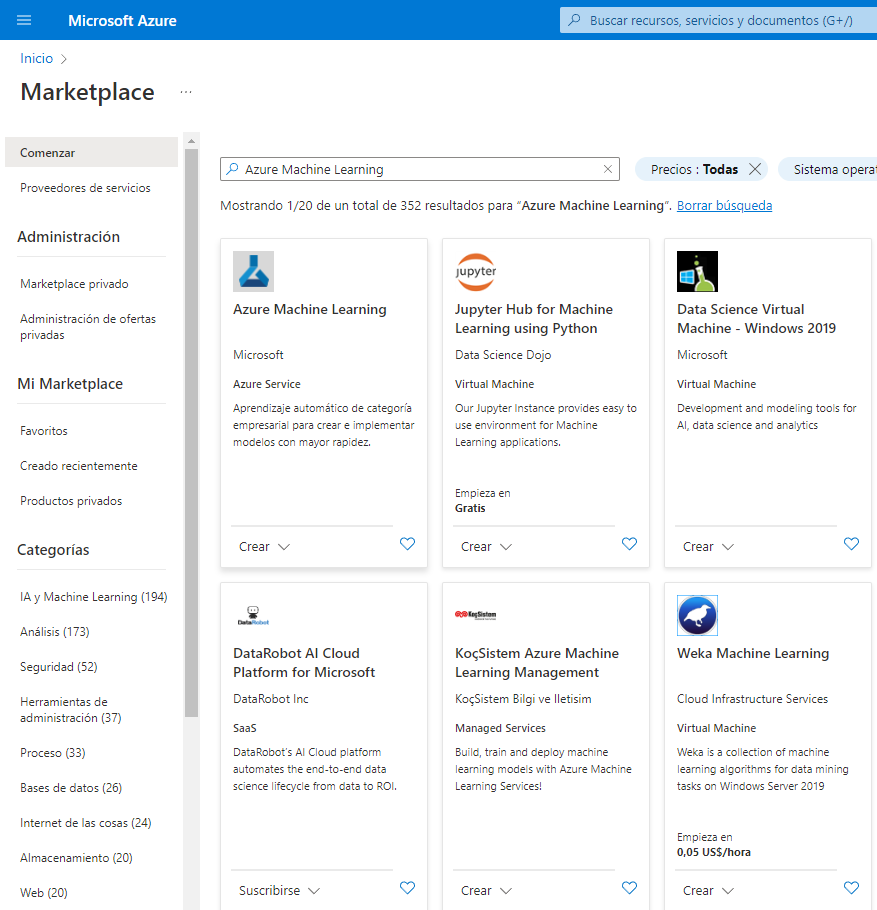 Microsoft Azure
Buscar recursos, servicios y documentos (G+/)
Inicio
Marketplace
...
Comenzar
Proveedores de servicios
Administración
Marketplace privado
Administración de ofertas
privadas
Mi Marketplace
Favoritos
Creado recientemente
Productos privados
Categorías
IA y Machine Learning (194)
Análisis (173)
Seguridad (52)
Herramientas de
administración (37)
Proceso (33)
Bases de datos (26)
Internet de las cosas (24)
Almacenamiento (20)
Web (20)
Azure Machine Learning
Precios : Todas
Sistema operat
Mostrando 1/20 de un total de 352 resultados para “Azure Machine Learning”. Borrar búsqueda
Azure Machine Learning
Microsoft
Azure Service
Aprendizaje automático de categoría
empresarial para crear e implementar
modelos con mayor rapidez.
Crear
jupyter
Jupyter Hub for Machine
Learning using Python
Data Science Dojo
Virtual Machine
Our Jupyter Instance provides easy to
use environment for Machine
Learning applications.
Empieza en
Gratis
Crear
Data Science Virtual
Machine - Windows 2019
Microsoft
Virtual Machine
Development and modeling tools for
AI, data science and analytics
Crear
DataRobot
DataRobot AI Cloud
Platform for Microsoft
DataRobot Inc
SaaS
DataRobot's AI Cloud platform
automates the end-to-end data
science lifecycle from data to ROI.
Suscribirse
KoçSistem
KoçSistem Azure Machine
Learning Management
KoçSistem Bilgi ve Iletisim
Managed Services
Build, train and deploy machine
learning models with Azure Machine
Learning Services!
Crear
Weka Machine Learning
Cloud Infrastructure Services
Virtual Machine
Weka is a collection of machine
learning algorithms for data mining
tasks on Windows Server 2019
Empieza en
0,05 US$/hora
Crear